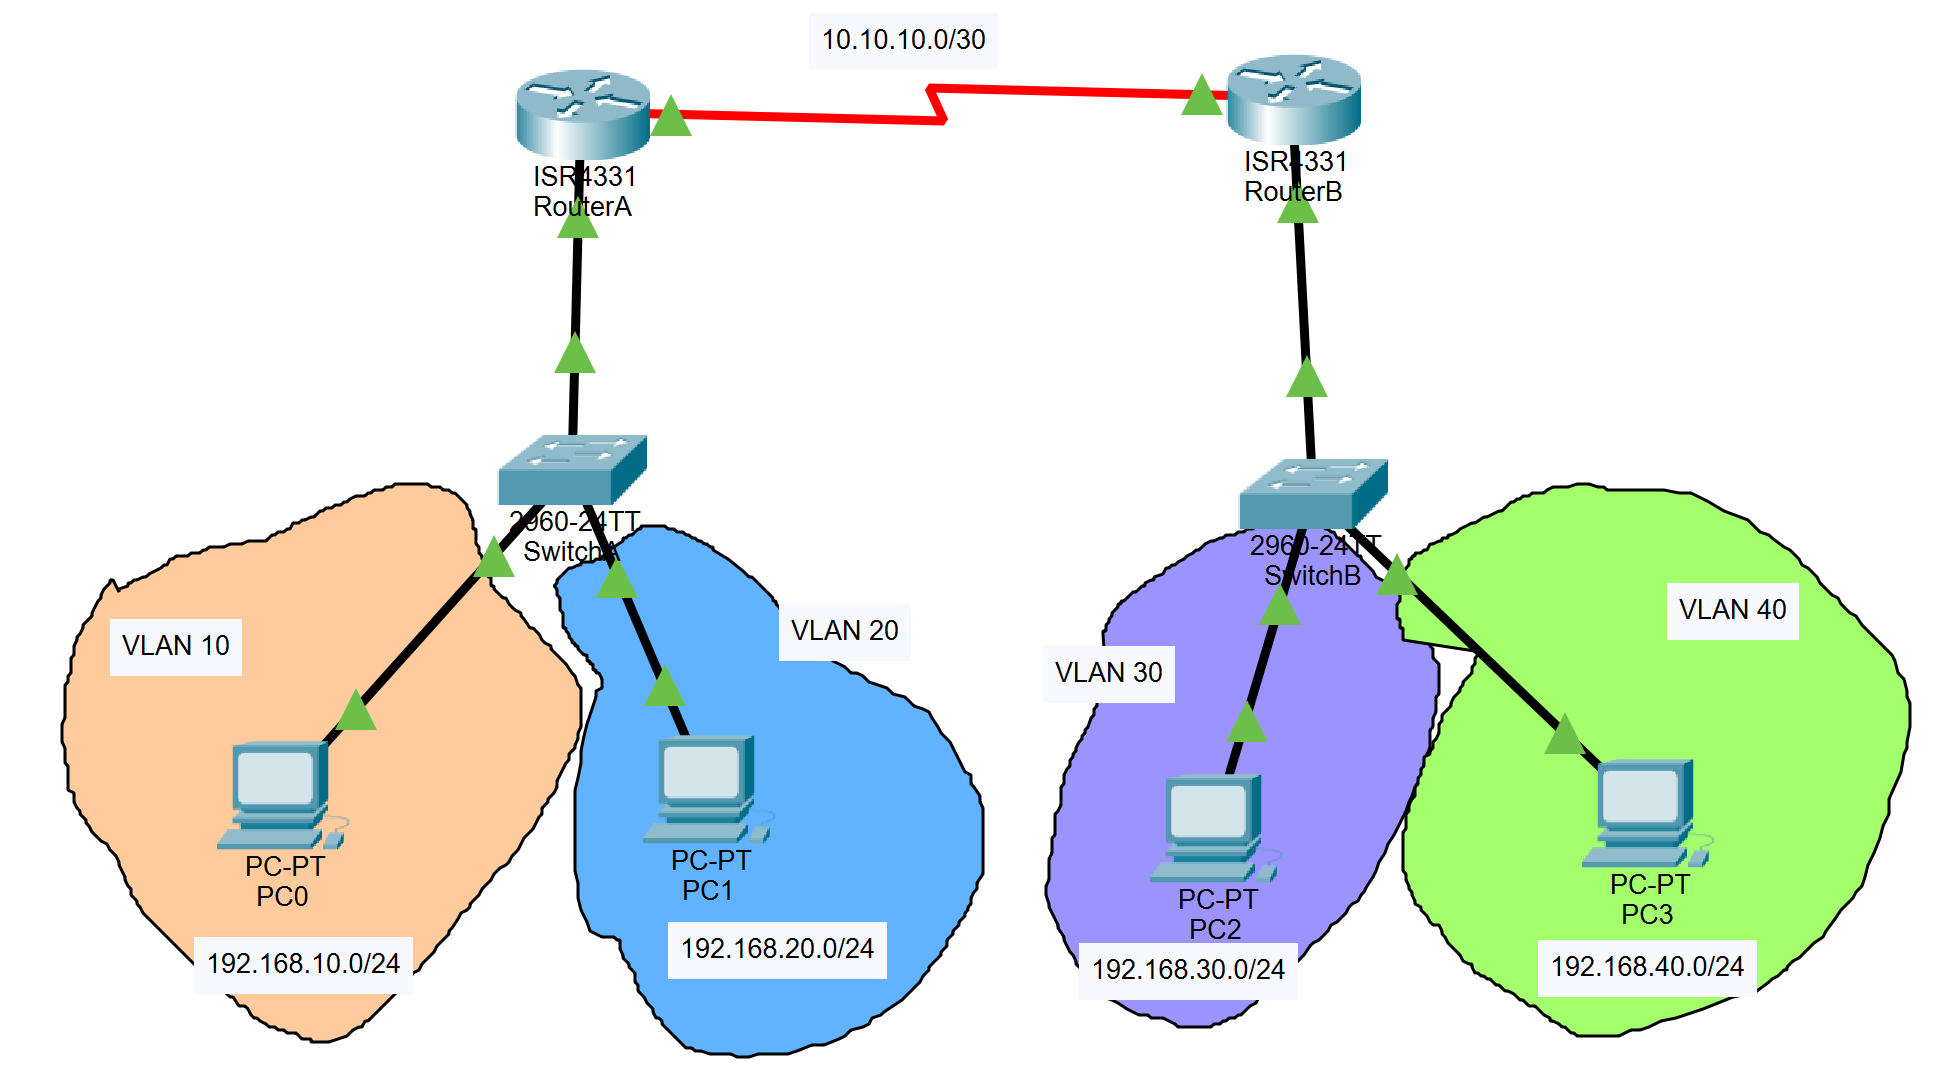 10.10.10.0/30
ISR4331
RouterA
ISR4331
RouterB
2960-24TT
SwitchA
2960-24TT
SwitchB
VLAN 10
VLAN 20
VLAN 30
VLAN 40
PC-PT
PC0
PC-PT
PC1
PC-PT
PC2
PC-PT
PC3
192.168.10.0/24
192.168.20.0/24
192.168.30.0/24
192.168.40.0/24